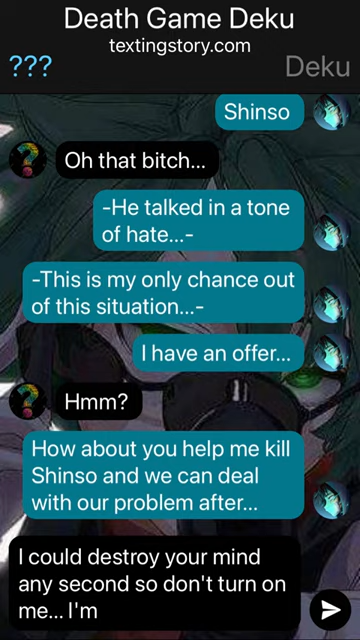 Death Game Deku
textingstory.com
??? Deku
Shinso
?
Oh that bitch...
-He talked in a tone
of hate...-
-This is my only chance out
of this situation...-
I have an offer...
?
Hmm?
How about you help me kill
Shinso and we can deal
with our problem after...
I could destroy your mind
any second so don't turn on
me... I'm